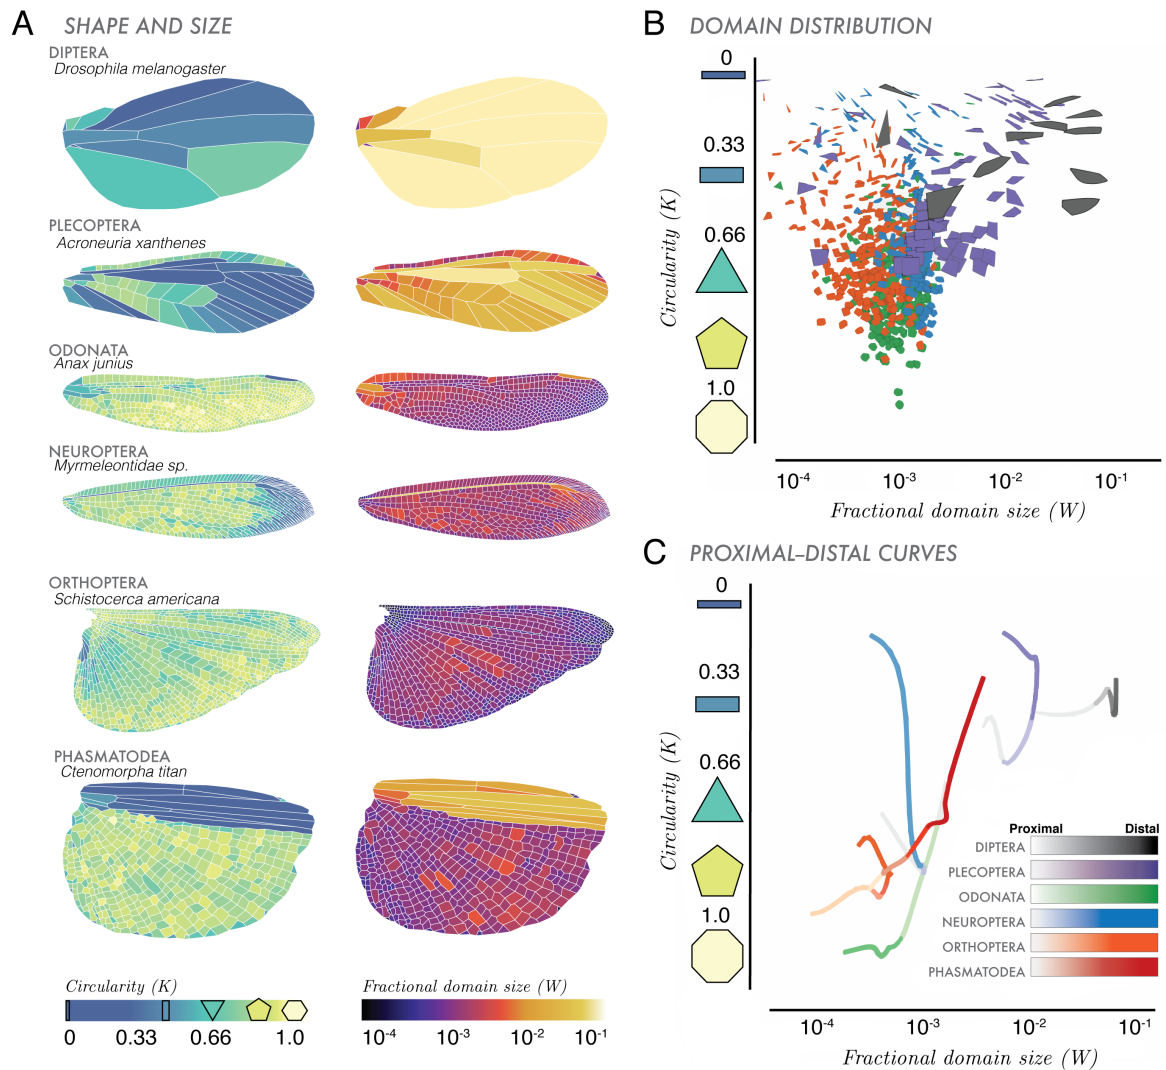 A
SHAPE AND SIZE
DIPTERA
Drosophila melanogaster
PLECOPTERA
Acroneuria xanthenes
ODONATA
Anax junius
NEUROPTERA
Myrmeleontidae sp.
ORTHOPTERA
Schistocerca americana
PHASMATODEA
Ctenomorpha titan
Circularity (K)
0 0.33 0.66 1.0
Fractional domain size (W)
10-4 10-3 10-2 10-1
B
DOMAIN DISTRIBUTION
0
0.33
0.66
1.0
Circularity (K)
10-4 10-3 10-2 10-1
Fractional domain size (W)
C
PROXIMAL–DISTAL CURVES
0
0.33
0.66
1.0
Circularity (K)
Proximal Distal
DIPTERA
PLECOPTERA
ODONATA
NEUROPTERA
ORTHOPTERA
PHASMATODEA
10-4 10-3 10-2 10-1
Fractional domain size (W)